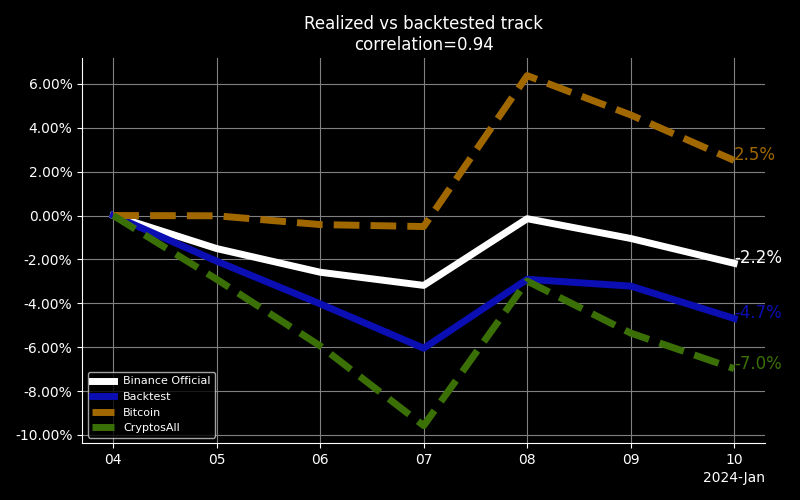 Realized vs backtested track
correlation=0.94
6.00%
4.00%
2.00%
0.00%
-2.00%
-4.00%
-6.00%
-8.00%
-10.00%
2.5%
-2.2%
-4.7%
-7.0%
Binance Official
Backtest
Bitcoin
CryptosAll
04 05 06 07 08 09 10
2024-Jan